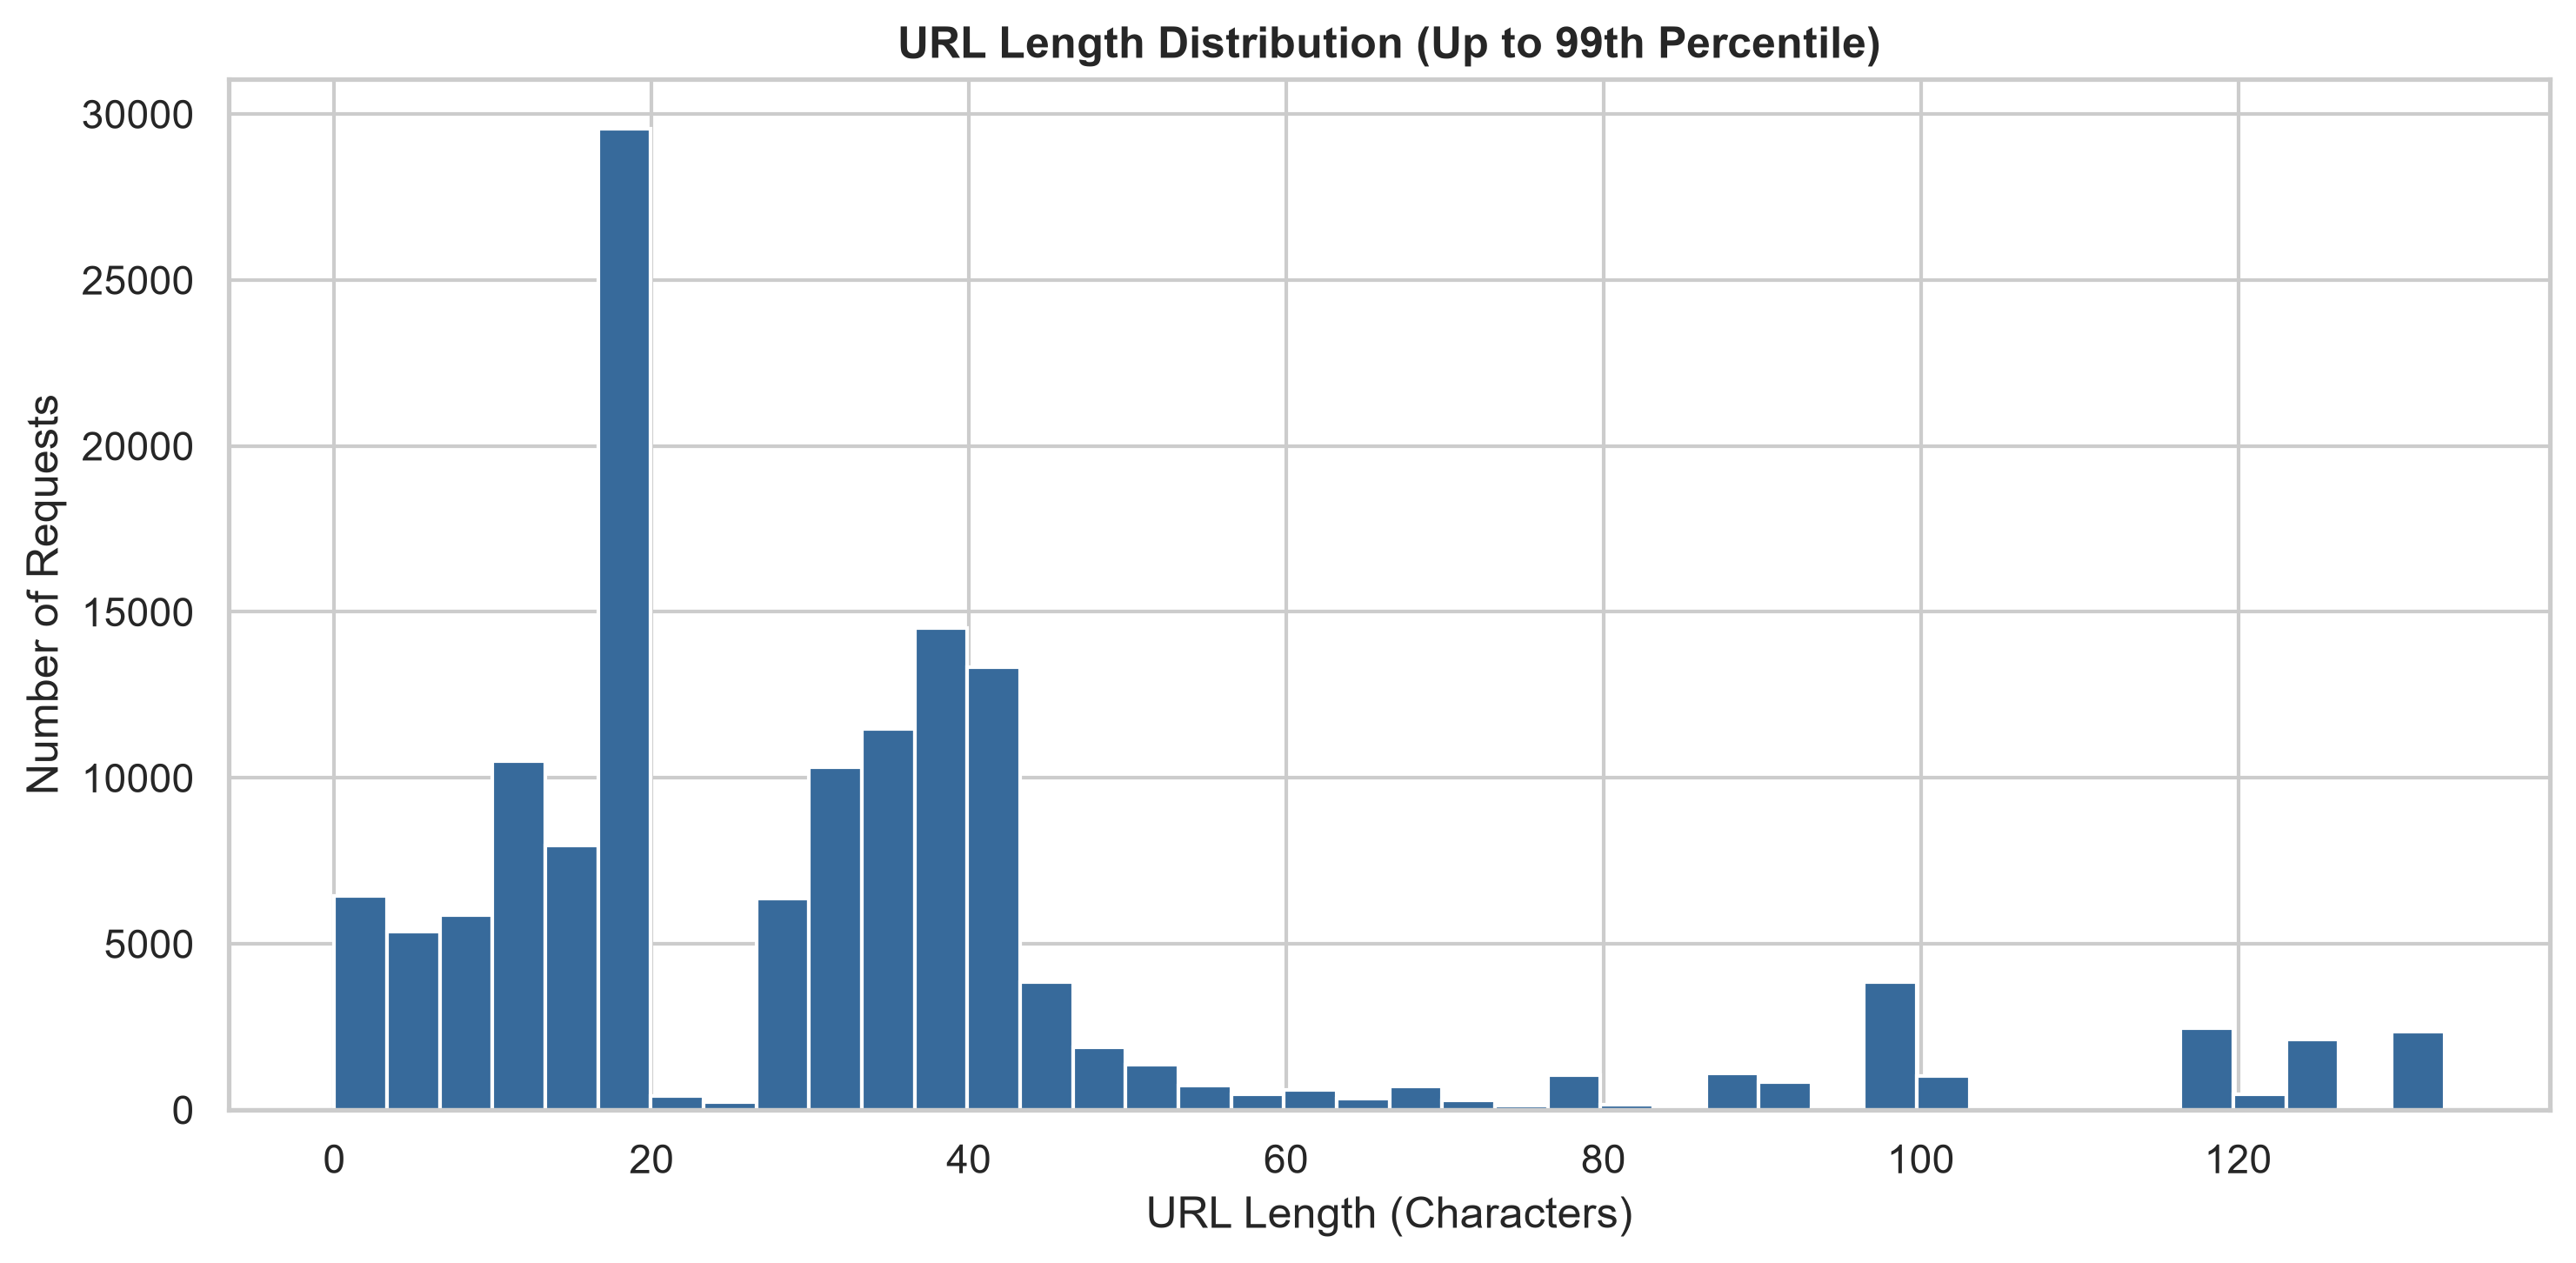 URL Length Distribution (Up to 99th Percentile)
Number of Requests
30000
25000
20000
15000
10000
5000
0
0 20 40 60 80 100 120
URL Length (Characters)